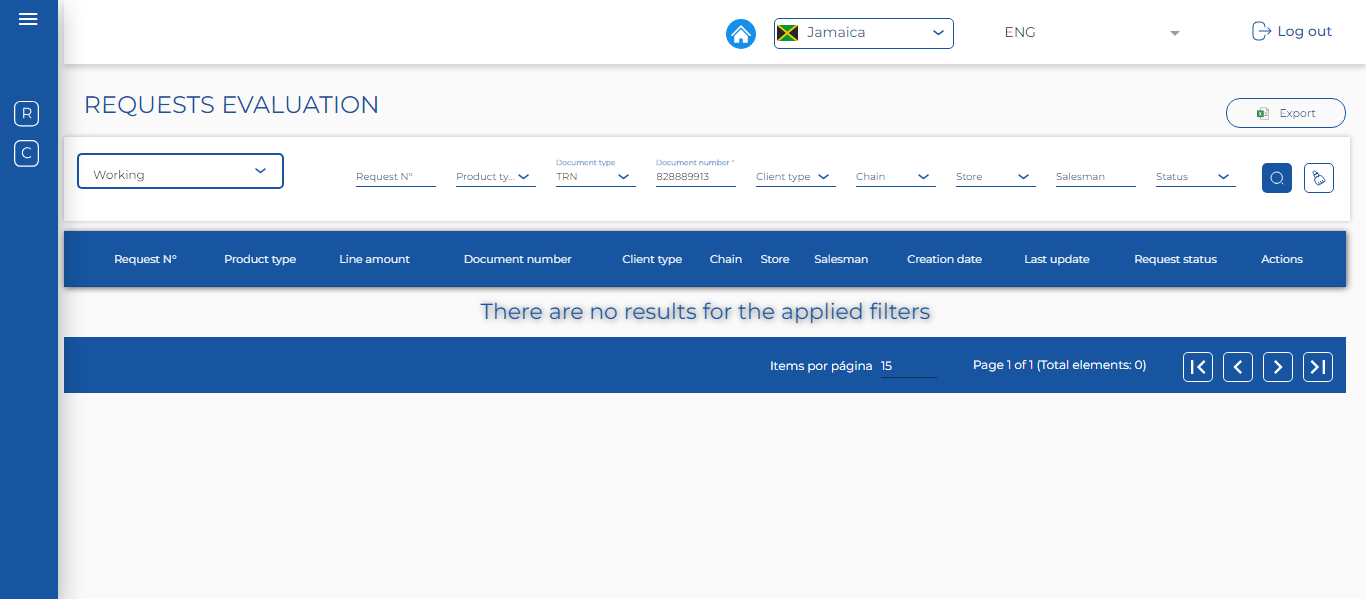 Jamaica
ENG
Log out
R
C
REQUESTS EVALUATION
Export
Working
Request N°
Product ty...
Document type
TRN
Document number *
828889913
Client type
Chain
Store
Salesman
Status
Request N° Product type Line amount Document number Client type Chain Store Salesman Creation date Last update Request status Actions
There are no results for the applied filters
Items por página 15 Page 1 of 1 (Total elements: 0)